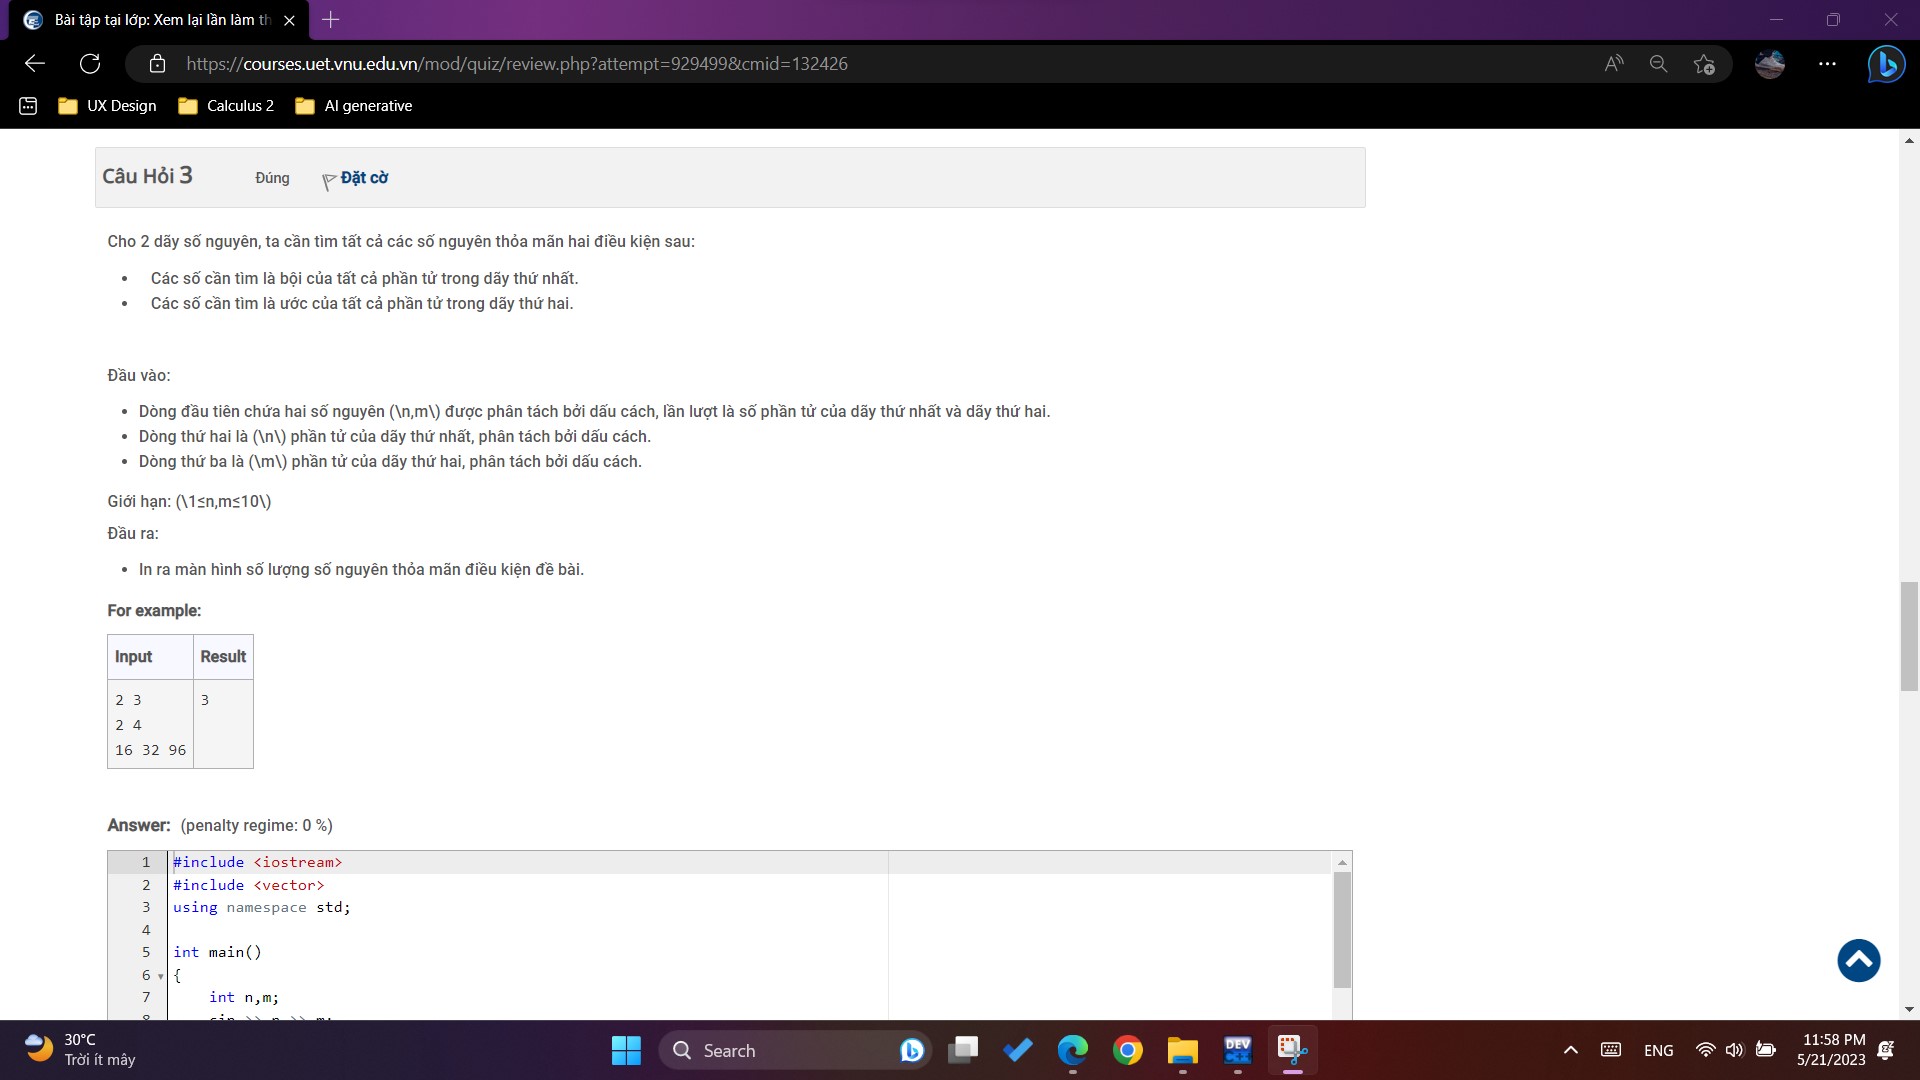 Bài tập tại lớp: Xem lại lần làm th
https://courses.uet.vnu.edu.vn/mod/quiz/review.php?attempt=929499&cmid=132426
UX Design
Calculus 2
AI generative
Câu Hỏi 3
Đúng
Đặt cờ
Cho 2 dãy số nguyên, ta cần tìm tất cả các số nguyên thỏa mãn hai điều kiện sau:
• Các số cần tìm là bội của tất cả phần tử trong dãy thứ nhất.
• Các số cần tìm là ước của tất cả phần tử trong dãy thứ hai.
Đầu vào:
• Dòng đầu tiên chứa hai số nguyên (\n,m\) được phân tách bởi dấu cách, lần lượt là số phần tử của dãy thứ nhất và dãy thứ hai.
• Dòng thứ hai là (\n\) phần tử của dãy thứ nhất, phân tách bởi dấu cách.
• Dòng thứ ba là (\m\) phần tử của dãy thứ hai, phân tách bởi dấu cách.
Giới hạn: (\1≤n,m≤10\)
Đầu ra:
• In ra màn hình số lượng số nguyên thỏa mãn điều kiện đề bài.
For example:
Input Result
2 3 3
2 4
16 32 96
Answer: (penalty regime: 0 %)
1 #include <iostream>
2 #include <vector>
3 using namespace std;
4
5 int main()
6 {
7 int n,m;
8 cin >> n >> m;
30°C
Trời ít mây
Search
DEV
ENG
11:58 PM
5/21/2023